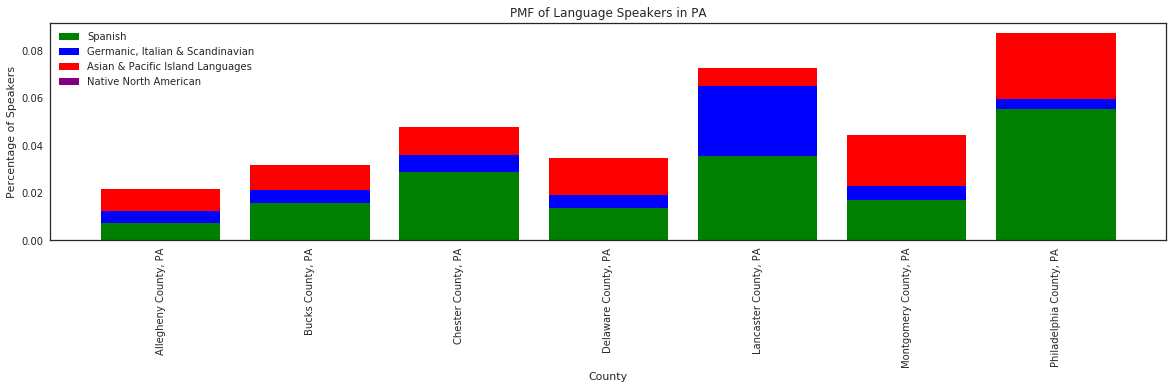 PMF of Language Speakers in PA
Spanish
Germanic, Italian & Scandinavian
Asian & Pacific Island Languages
Native North American
Percentage of Speakers
0.08
0.06
0.04
0.02
0.00
Allegheny County, PA
Bucks County, PA
Chester County, PA
Delaware County, PA
Lancaster County, PA
Montgomery County, PA
Philadelphia County, PA
County